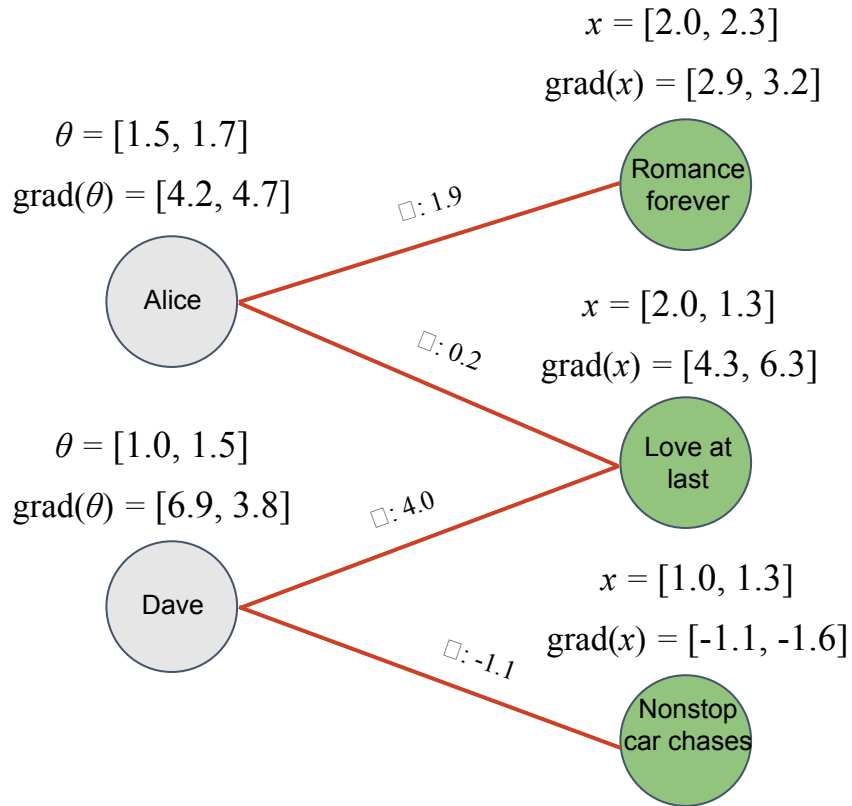 x = [2.0, 2.3]
grad(x) = [2.9, 3.2]
Romance
forever
θ = [1.5, 1.7]
grad(θ) = [4.2, 4.7]
Alice
□: 1.9
□: 0.2
x = [2.0, 1.3]
grad(x) = [4.3, 6.3]
Love at
last
θ = [1.0, 1.5]
grad(θ) = [6.9, 3.8]
Dave
□: 4.0
□: -1.1
x = [1.0, 1.3]
grad(x) = [-1.1, -1.6]
Nonstop
car chases